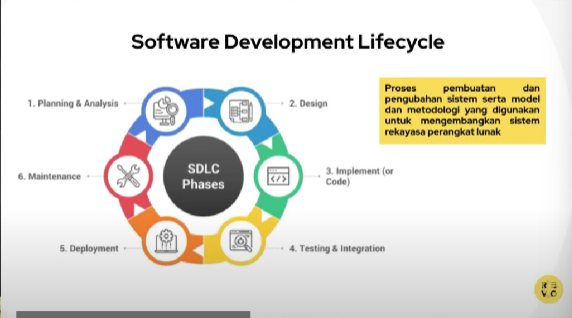 Software Development Lifecycle
1. Planning & Analysis
2. Design
Proses pembuatan dan
pengubahan sistem serta model
dan metodologi yang digunakan
untuk mengembangkan sistem
rekayasa perangkat lunak
SDLC
Phases
6. Maintenance
3. Implement (or
Code)
</>
5. Deployment
4. Testing & Integration